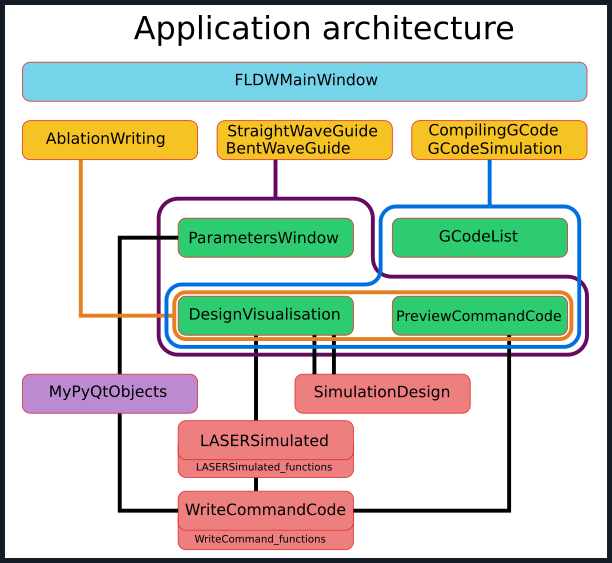 Application architecture
FLDWMainWindow
AblationWriting
StraightWaveGuide
BentWaveGuide
CompilingGCode
GCodeSimulation
ParametersWindow
GCodeList
DesignVisualisation
PreviewCommandCode
MyPyQtObjects
SimulationDesign
LASERSimulated
LASERSimulated_functions
WriteCommandCode
WriteCommand_functions